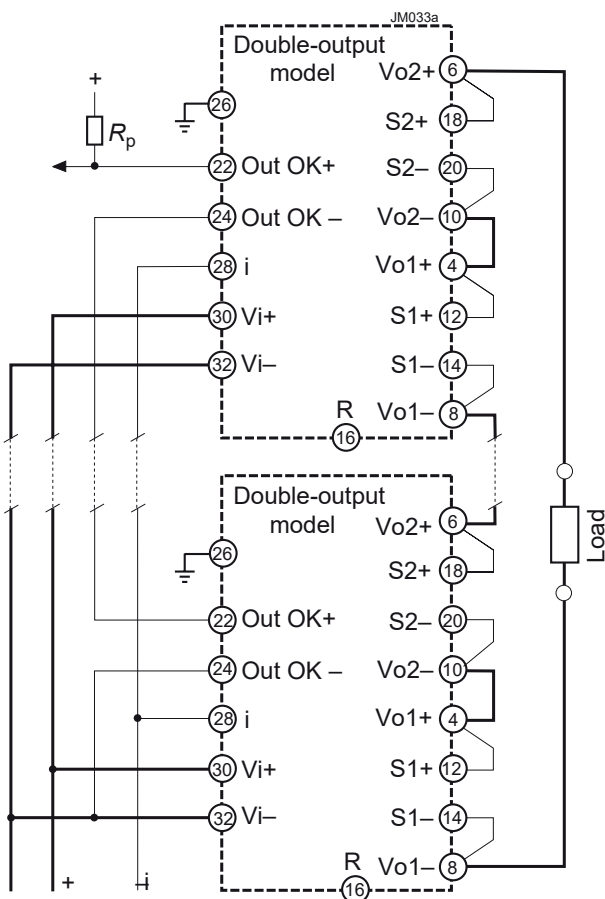 JM033a
Double-output
model
+
Rp
26
22 Out OK+
24 Out OK –
28 i
30 Vi+
32 Vi–
Vo2+ 6
S2+ 18
S2– 20
Vo2– 10
Vo1+ 4
S1+ 12
S1– 14
Vo1– 8
R
16
Double-output
model
26
22 Out OK+
24 Out OK –
28 i
30 Vi+
32 Vi–
Vo2+ 6
S2+ 18
S2– 20
Vo2– 10
Vo1+ 4
S1+ 12
S1– 14
Vo1– 8
R
16
Load
+
–
i